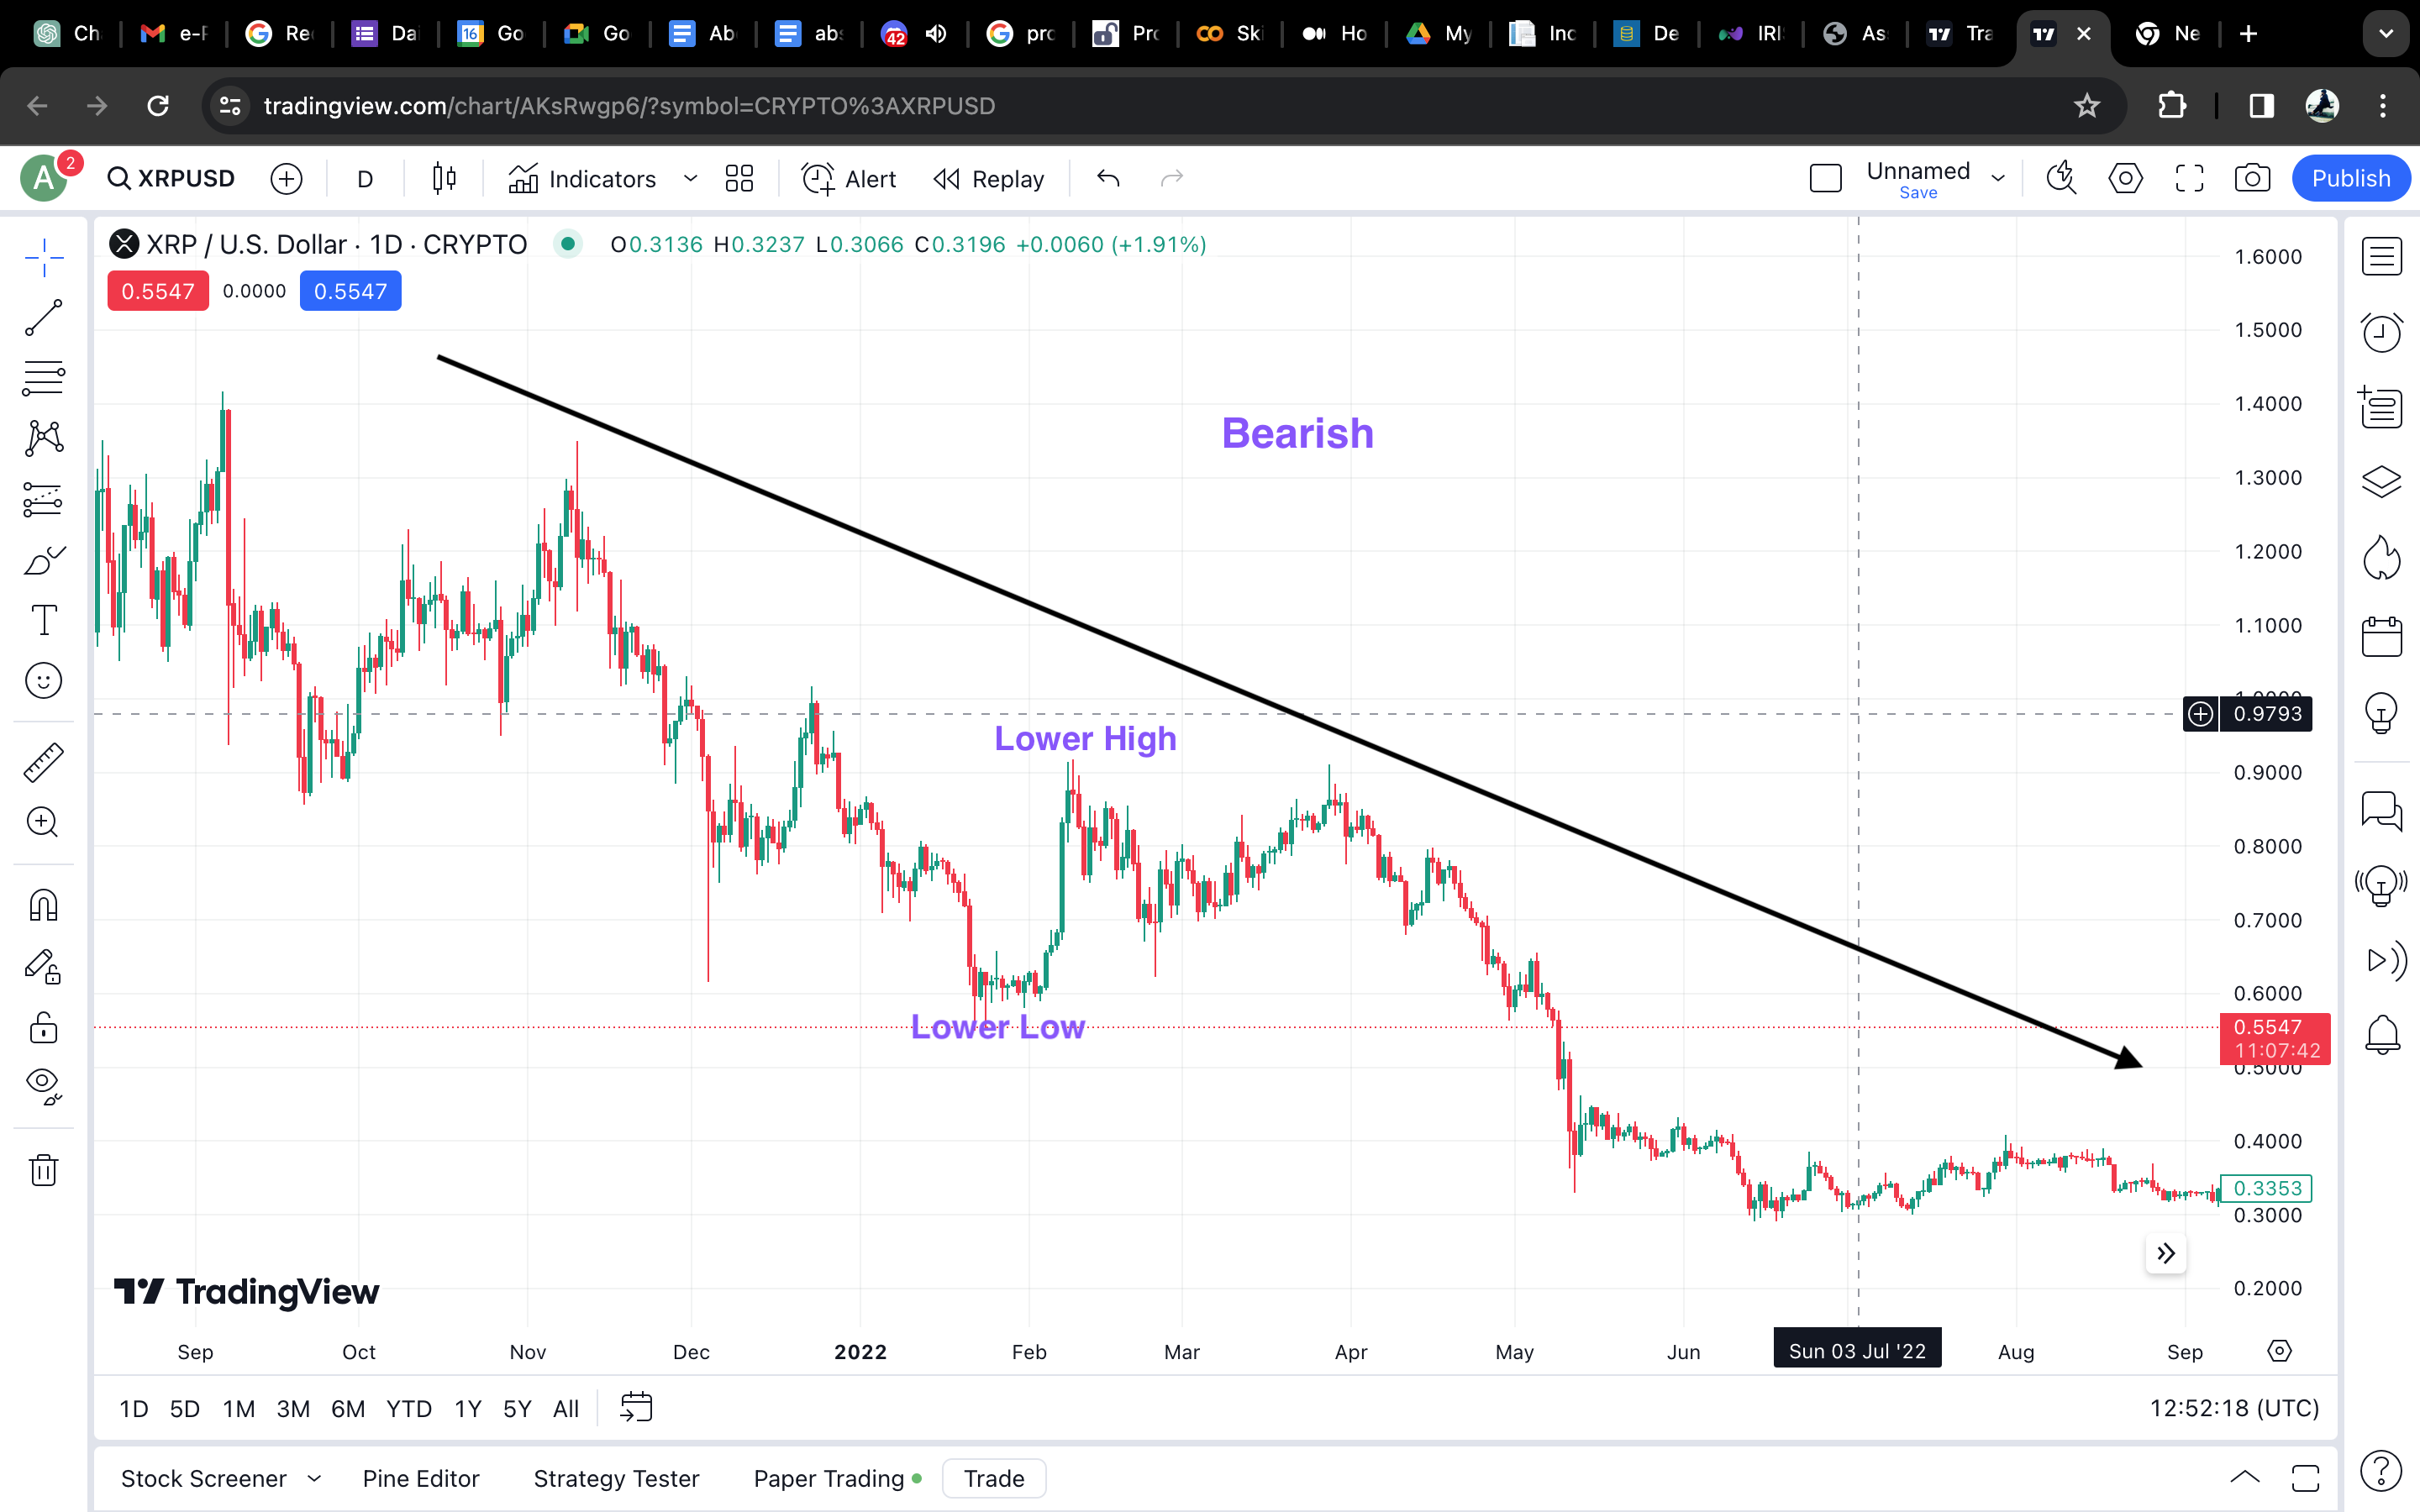 Ch
e-F
Re
Dai
16 Go
Go
Ab
abs
42
pro
Pro
Ski
Ho
My
Inc
De
IRI
As
Tra
Ne
tradingview.com/chart/AKsRwgp6/?symbol=CRYPTO%3AXRPUSD
A 2 XRPUSD D Indicators Alert Replay Unnamed Publish
Save
XRP / U.S. Dollar · 1D · CRYPTO O0.3136 H0.3237 L0.3066 C0.3196 +0.0060 (+1.91%)
0.5547 0.0000 0.5547
Bearish
Lower High
Lower Low
1.6000
1.5000
1.4000
1.3000
1.2000
1.1000
1.0000
0.9793
0.9000
0.8000
0.7000
0.6000
0.5547
11:07:42
0.5000
0.4000
0.3353
0.3000
0.2000
TradingView
Sep Oct Nov Dec 2022 Feb Mar Apr May Jun Sun 03 Jul '22 Aug Sep
1D 5D 1M 3M 6M YTD 1Y 5Y All 12:52:18 (UTC)
Stock Screener Pine Editor Strategy Tester Paper Trading Trade